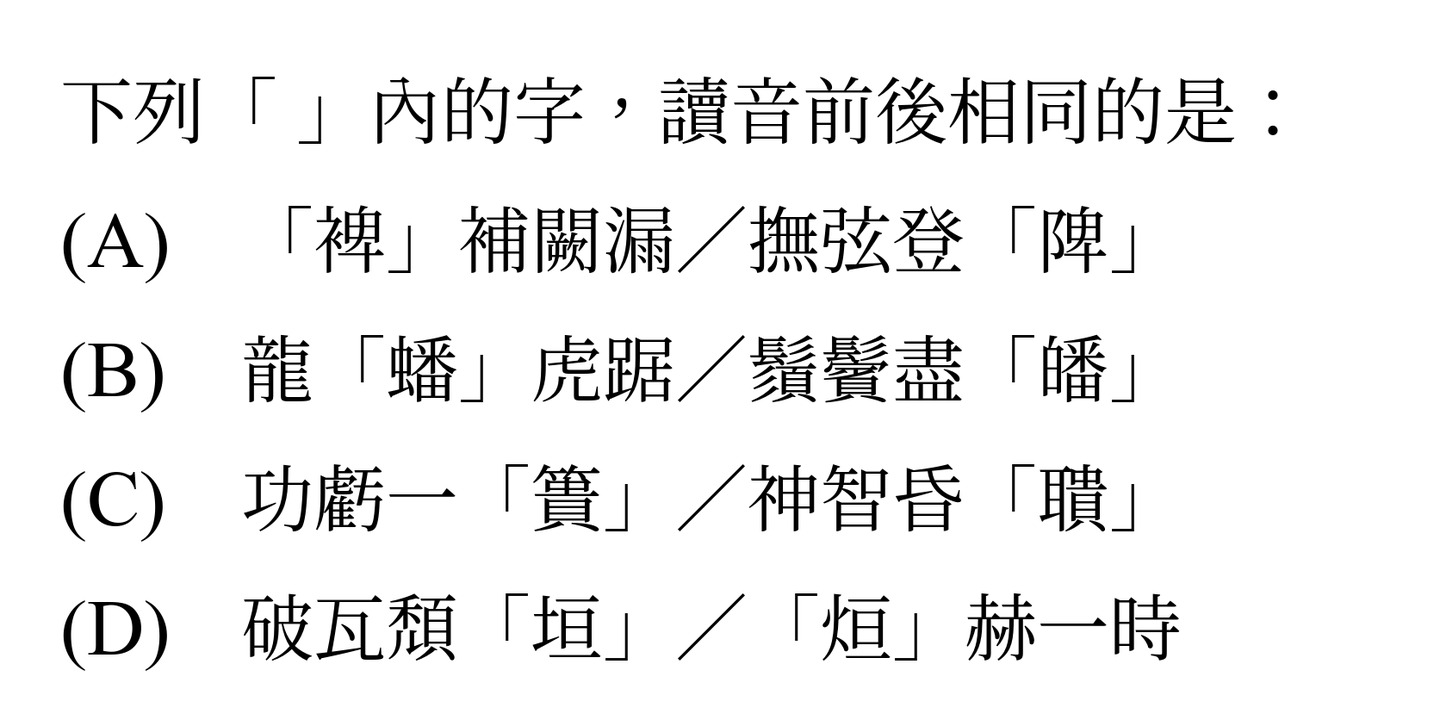 下列「 」內的字，讀音前後相同的是：
(A) 「裨」補闕漏／撫弦登「陴」
(B) 龍「蟠」虎踞／鬚鬢盡「皤」
(C) 功虧一「簣」／神智昏「聵」
(D) 破瓦頹「垣」／「烜」赫一時